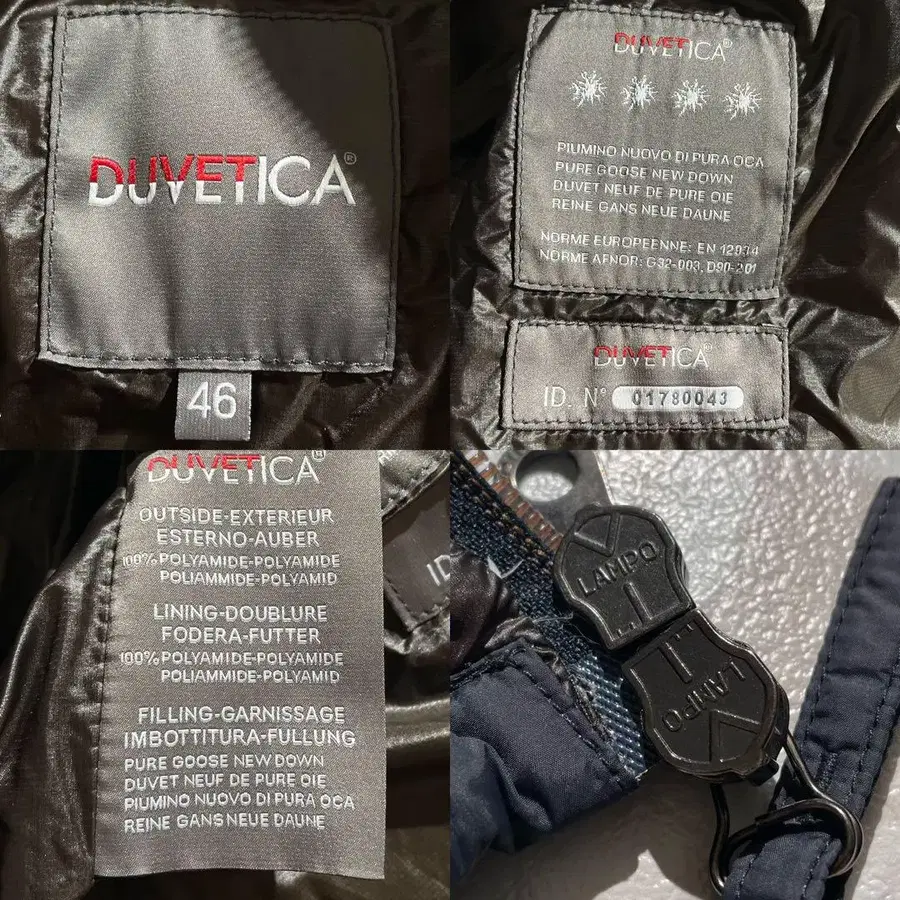 DUVETICA®
46
DUVETICA®
PIUMINO NUOVO DI PURA OCA
PURE GOOSE NEW DOWN
DUVET NEUF DE PURE OIE
REINE GANS NEUE DAUNE
NORME EUROPEENNE: EN 12934
NORME AFNOR: G32-003, D90-201
DUVETICA®
ID. N° 01780043
DUVETICA®
OUTSIDE-EXTERIEUR
ESTERNO-AUBER
100% POLYAMIDE-POLYAMIDE
POLIAMMIDE-POLYAMID
LINING-DOUBLURE
FODERA-FUTTER
100% POLYAMIDE-POLYAMIDE
POLIAMMIDE-POLYAMID
FILLING-GARNISSAGE
IMBOTTITURA-FULLUNG
PURE GOOSE NEW DOWN
DUVET NEUF DE PURE OIE
PIUMINO NUOVO DI PURA OCA
REINE GANS NEUE DAUNE
ID
LAMPO
LAMPO